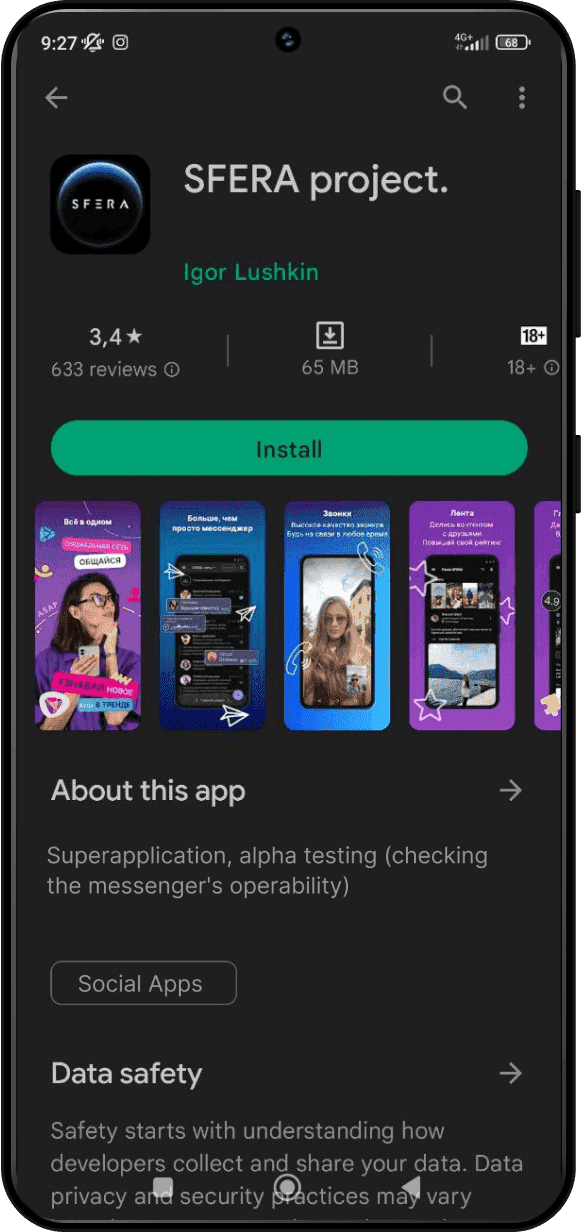 9:27
4G+
68
SFERA
SFERA project.
Igor Lushkin
3,4★
18+
633 reviews
65 MB
18+
Install
Всё в одном
ОБЩАЙСЯ
УЗНАВАЙ НОВОЕ
В ТРЕНДЕ
ASAP
Больше, чем
просто мессенджер
Звонки
Высокое качество звонков
Будь на связи в любое время
Лента
Делись контентом
с друзьями
Повышай свой рейтинг
4.9
About this app
Superapplication, alpha testing (checking
the messenger's operability)
Social Apps
Data safety
Safety starts with understanding how
developers collect and share your data. Data
privacy and security practices may vary